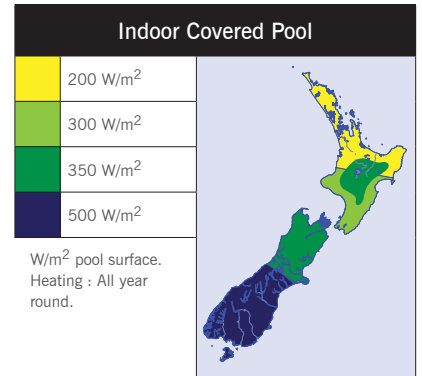 Indoor Covered Pool
200 W/m²
300 W/m²
350 W/m²
500 W/m²
W/m² pool surface.
Heating : All year
round.